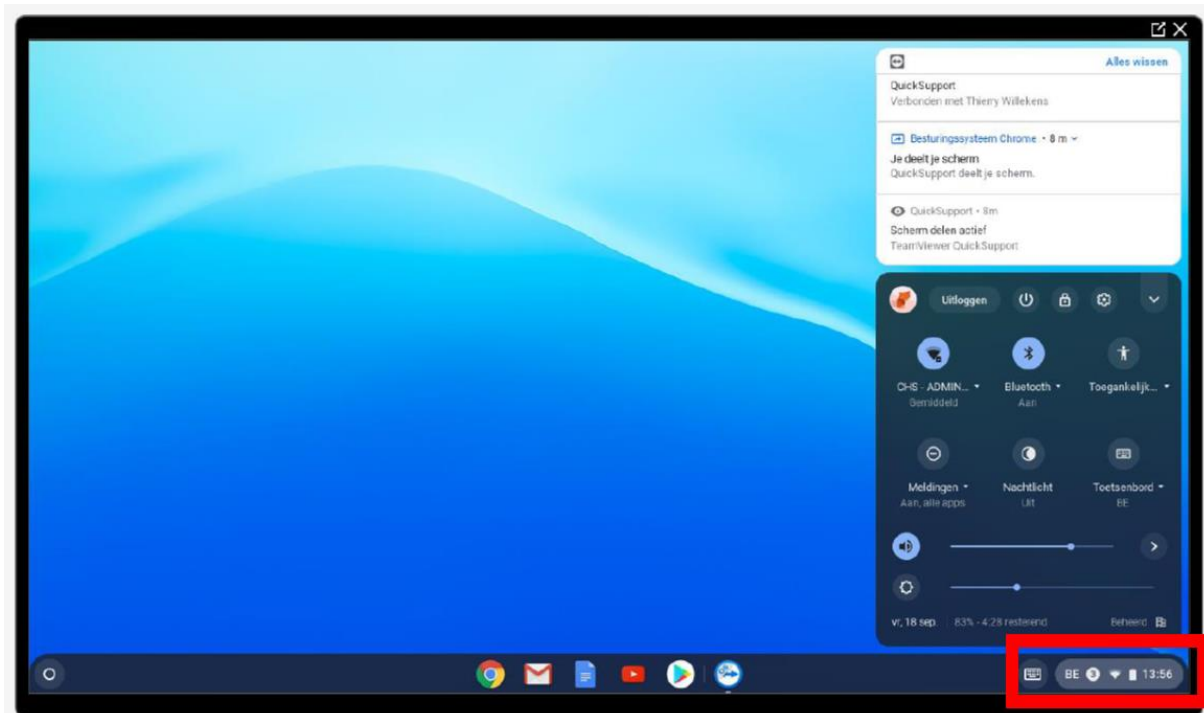 Alles wissen
QuickSupport
Verbonden met Thierry Willekens
Besturingssysteem Chrome • 8 m
Je deelt je scherm
QuickSupport deelt je scherm.
QuickSupport • 8m
Scherm delen actief
TeamViewer QuickSupport
Uitloggen
CHS - ADMIN... Bluetooth Toegankelijk...
Gemiddeld Aan
Meldingen Nachtlicht Toetsenbord
Aan, alle apps Uit BE
vr, 18 sep. 83% - 4:28 resterend Beheerd
BE 3 13:56